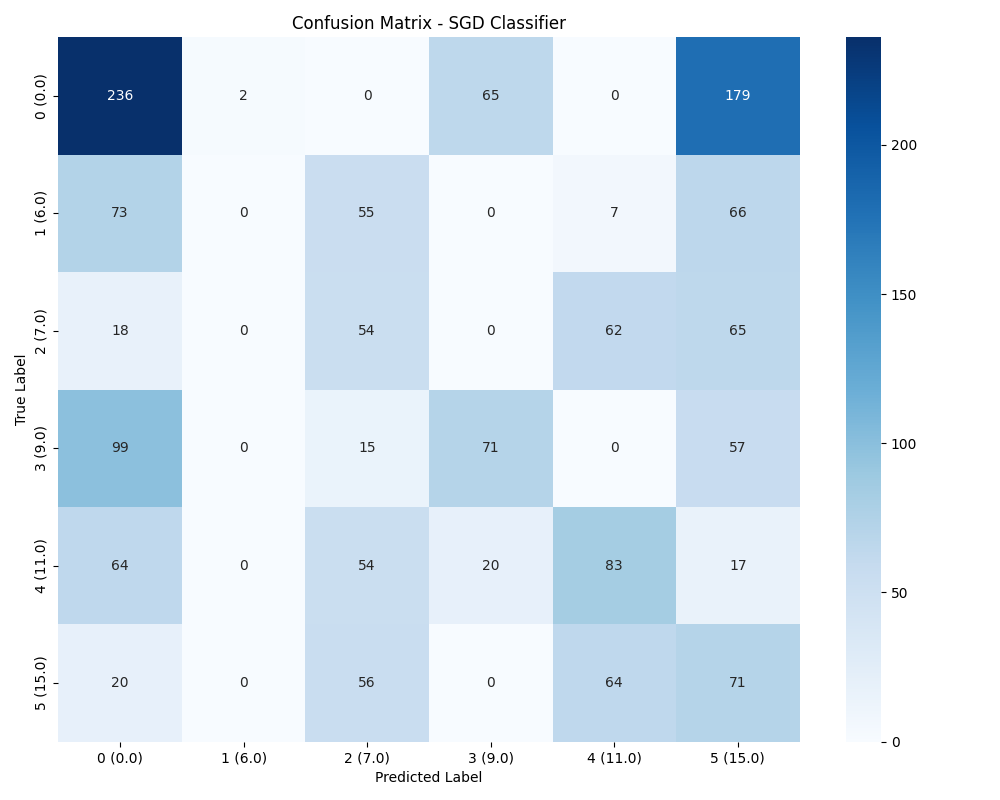 Confusion Matrix - SGD Classifier
True Label
0 (0.0) 236 2 0 65 0 179
1 (6.0) 73 0 55 0 7 66
2 (7.0) 18 0 54 0 62 65
3 (9.0) 99 0 15 71 0 57
4 (11.0) 64 0 54 20 83 17
5 (15.0) 20 0 56 0 64 71
0 (0.0) 1 (6.0) 2 (7.0) 3 (9.0) 4 (11.0) 5 (15.0)
Predicted Label
200
150
100
50
0